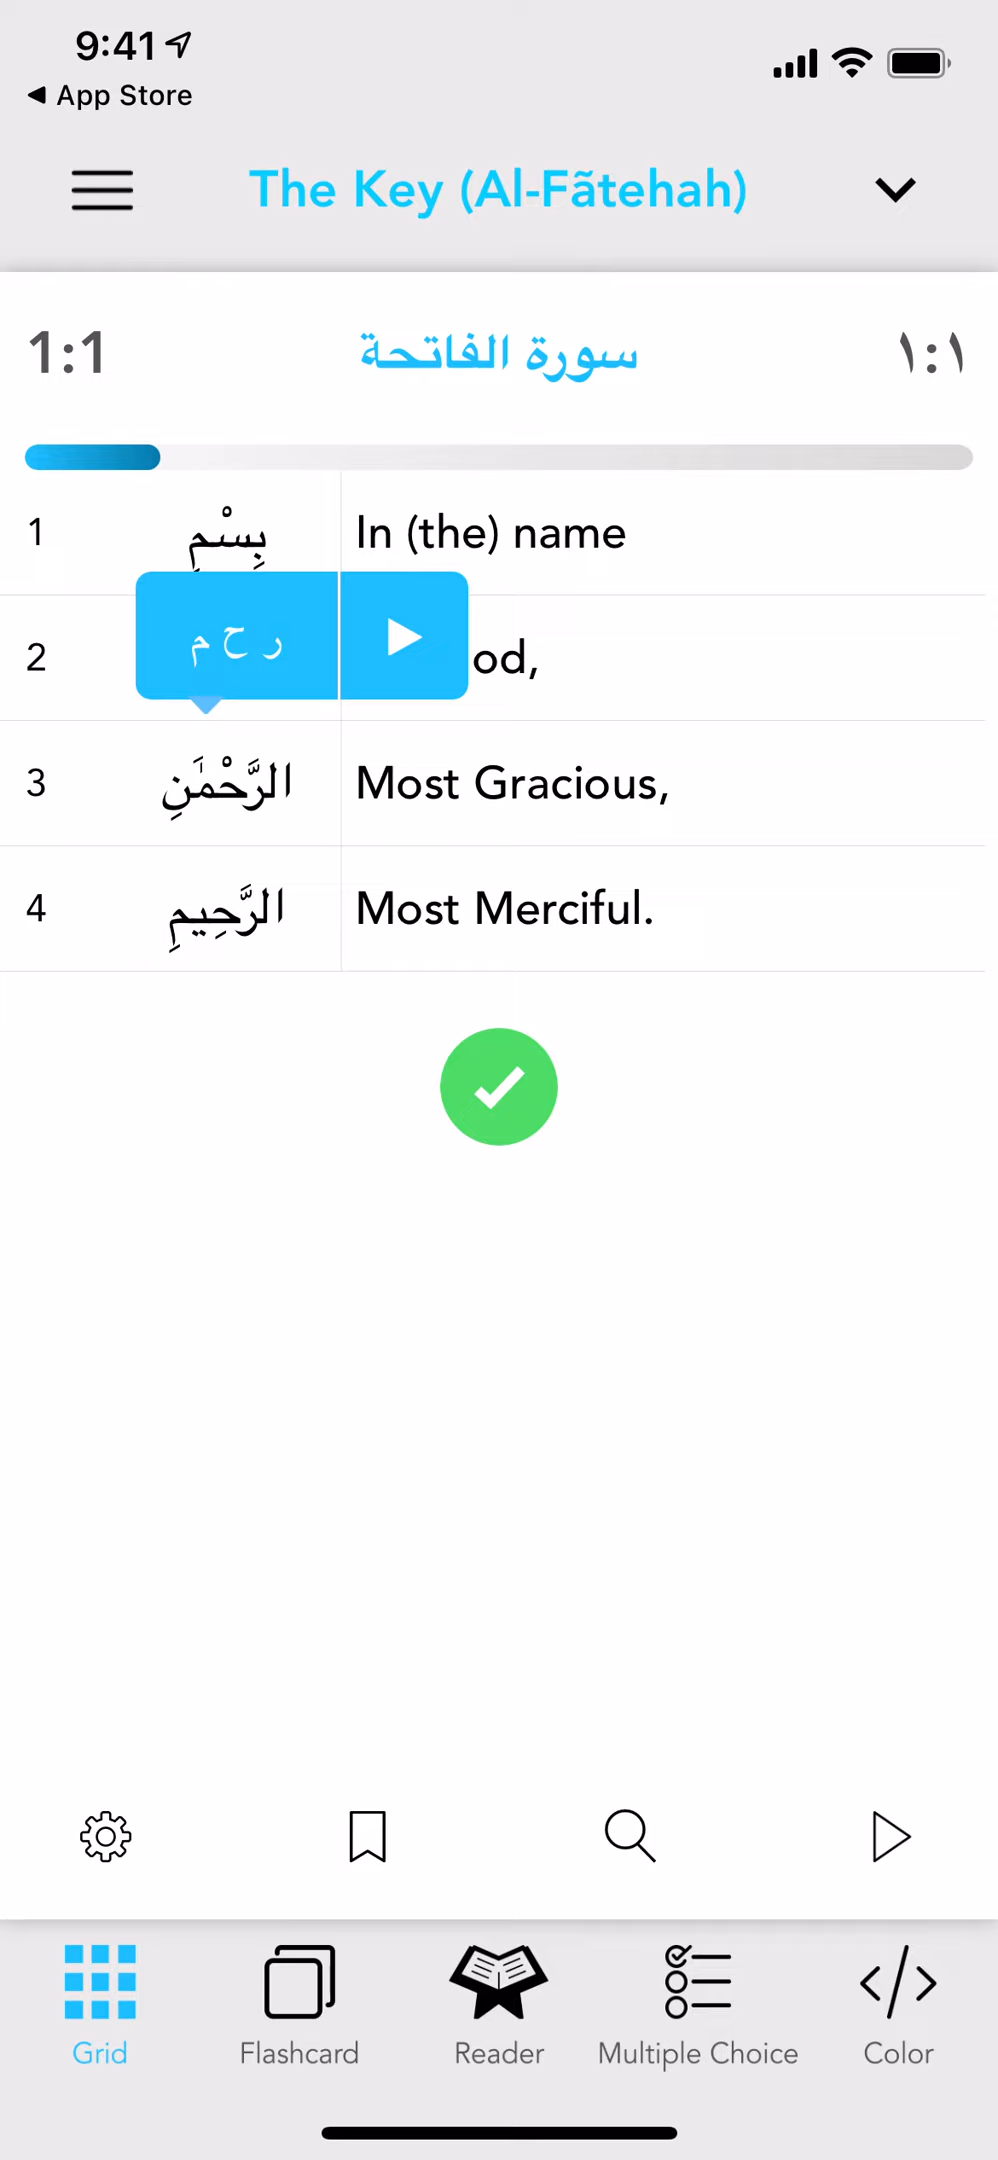 9:41
App Store
The Key (Al-Fãtehah)
1:1 سورة الفاتحة ١:١
1 بِسْمِ In (the) name
ر ح م
2 od,
3 الرَّحْمَٰنِ Most Gracious,
4 الرَّحِيمِ Most Merciful.
Grid Flashcard Reader Multiple Choice Color